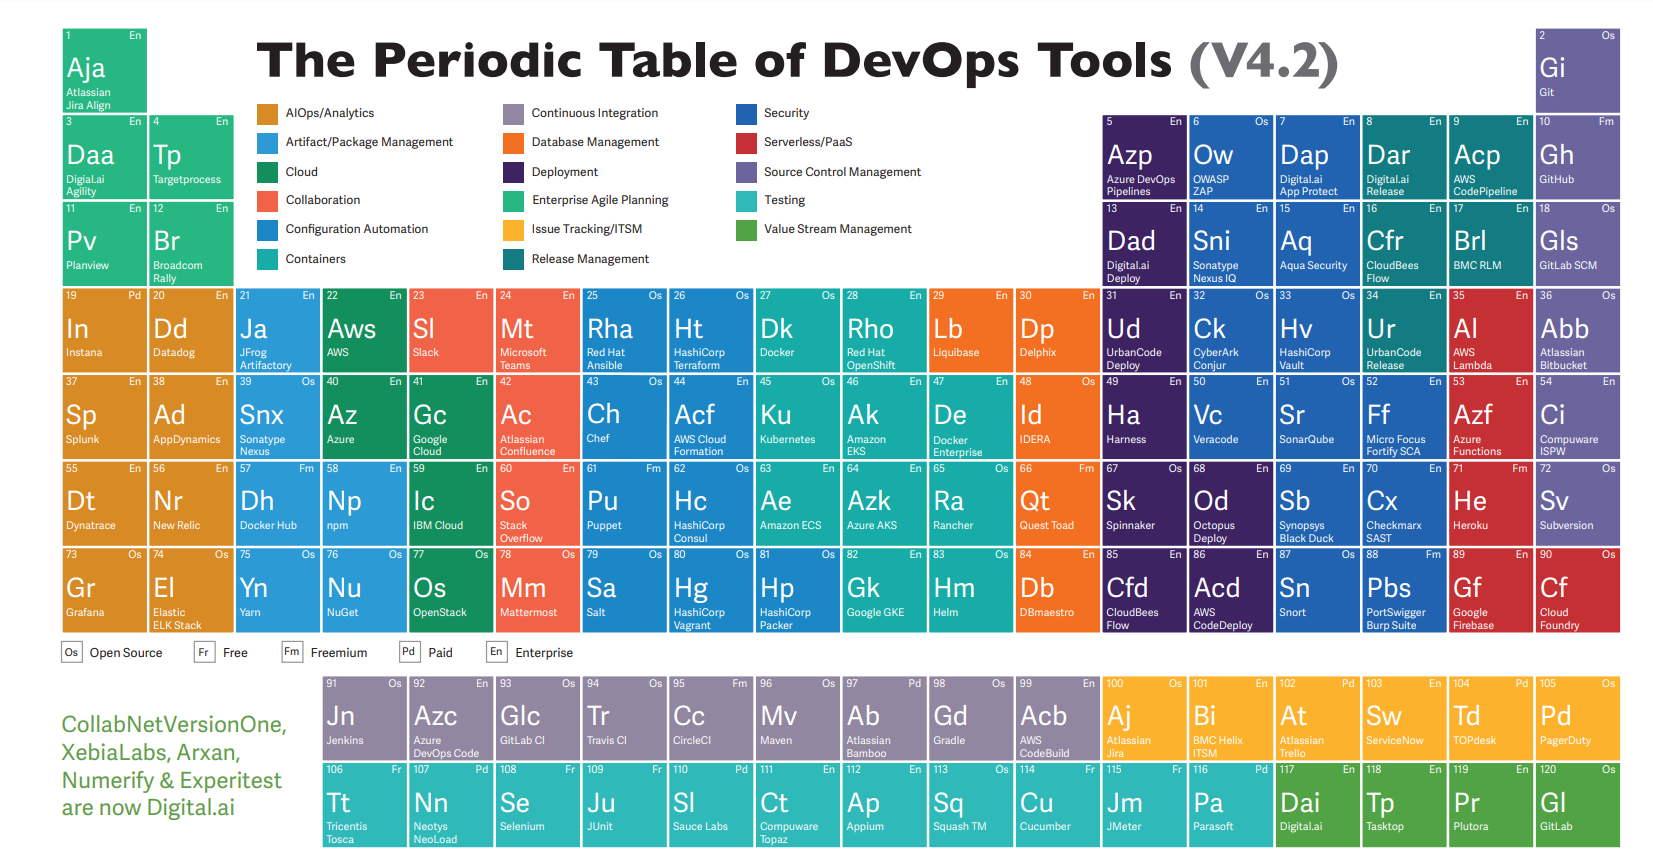 The Periodic Table of DevOps Tools (V4.2)
1 En
Aja
Atlassian
Jira Align
2 Os
Gi
Git
AIOps/Analytics
Artifact/Package Management
Cloud
Collaboration
Configuration Automation
Containers
Continuous Integration
Database Management
Deployment
Enterprise Agile Planning
Issue Tracking/ITSM
Release Management
Security
Serverless/PaaS
Source Control Management
Testing
Value Stream Management
3 En
Daa
Digial.ai
Agility
4 En
Tp
Targetprocess
5 En
Azp
Azure DevOps
Pipelines
6 Os
Ow
OWASP
ZAP
7 En
Dap
Digital.ai
App Protect
8 En
Dar
Digital.ai
Release
9 En
Acp
AWS
CodePipeline
10 Fm
Gh
GitHub
11 En
Pv
Planview
12 En
Br
Broadcom
Rally
13 En
Dad
Digital.ai
Deploy
14 En
Sni
Sonatype
Nexus IQ
15 En
Aq
Aqua Security
16 En
Cfr
CloudBees
Flow
17 En
Brl
BMC RLM
18 Os
Gls
GitLab SCM
19 Pd
In
Instana
20 En
Dd
Datadog
21 En
Ja
JFrog
Artifactory
22 En
Aws
AWS
23 En
Sl
Slack
24 En
Mt
Microsoft
Teams
25 Os
Rha
Red Hat
Ansible
26 Os
Ht
HashiCorp
Terraform
27 Os
Dk
Docker
28 En
Rho
Red Hat
OpenShift
29 En
Lb
Liquibase
30 En
Dp
Delphix
31 En
Ud
UrbanCode
Deploy
32 Os
Ck
CyberArk
Conjur
33 Os
Hv
HashiCorp
Vault
34 En
Ur
UrbanCode
Release
35 En
Al
AWS
Lambda
36 Os
Abb
Atlassian
Bitbucket
37 En
Sp
Splunk
38 En
Ad
AppDynamics
39 Os
Snx
Sonatype
Nexus
40 En
Az
Azure
41 En
Gc
Google
Cloud
42 En
Ac
Atlassian
Confluence
43 Os
Ch
Chef
44 En
Acf
AWS Cloud
Formation
45 Os
Ku
Kubernetes
46 En
Ak
Amazon
EKS
47 En
De
Docker
Enterprise
48 Os
Id
IDERA
49 En
Ha
Harness
50 En
Vc
Veracode
51 Os
Sr
SonarQube
52 En
Ff
Micro Focus
Fortify SCA
53 En
Azf
Azure
Functions
54 En
Ci
Compuware
ISPW
55 En
Dt
Dynatrace
56 En
Nr
New Relic
57 Fm
Dh
Docker Hub
58 En
Np
npm
59 En
Ic
IBM Cloud
60 En
So
Stack
Overflow
61 Fm
Pu
Puppet
62 Os
Hc
HashiCorp
Consul
63 En
Ae
Amazon ECS
64 En
Azk
Azure AKS
65 Os
Ra
Rancher
66 Fm
Qt
Quest Toad
67 Os
Sk
Spinnaker
68 En
Od
Octopus
Deploy
69 En
Sb
Synopsys
Black Duck
70 En
Cx
Checkmarx
SAST
71 Fm
He
Heroku
72 Os
Sv
Subversion
73 Os
Gr
Grafana
74 Os
El
Elastic
ELK Stack
75 Os
Yn
Yarn
76 Os
Nu
NuGet
77 Os
Os
OpenStack
78 Os
Mm
Mattermost
79 Os
Sa
Salt
80 Os
Hg
HashiCorp
Vagrant
81 Os
Hp
HashiCorp
Packer
82 En
Gk
Google GKE
83 Os
Hm
Helm
84 En
Db
DBmaestro
85 En
Cfd
CloudBees
Flow
86 En
Acd
AWS
CodeDeploy
87 Os
Sn
Snort
88 Fm
Pbs
PortSwigger
Burp Suite
89 En
Gf
Google
Firebase
90 Os
Cf
Cloud
Foundry
Os Open Source
Fr Free
Fm Freemium
Pd Paid
En Enterprise
CollabNetVersionOne,
XebiaLabs, Arxan,
Numerify & Experitest
are now Digital.ai
91 Os
Jn
Jenkins
92 En
Azc
Azure
DevOps Code
93 Os
Glc
GitLab CI
94 Os
Tr
Travis CI
95 Fm
Cc
CircleCI
96 Os
Mv
Maven
97 Pd
Ab
Atlassian
Bamboo
98 Os
Gd
Gradle
99 En
Acb
AWS
CodeBuild
100 Os
Aj
Atlassian
Jira
101 En
Bi
BMC Helix
ITSM
102 Pd
At
Atlassian
Trello
103 En
Sw
ServiceNow
104 Pd
Td
TOPdesk
105 Os
Pd
PagerDuty
106 Fr
Tt
Tricentis
Tosca
107 Pd
Nn
Neotys
NeoLoad
108 Fr
Se
Selenium
109 Fr
Ju
JUnit
110 Pd
Sl
Sauce Labs
111 En
Ct
Compuware
Topaz
112 En
Ap
Appium
113 Os
Sq
Squash TM
114 Fr
Cu
Cucumber
115 Fr
Jm
JMeter
116 Pd
Pa
Parasoft
117 En
Dai
Digital.ai
118 En
Tp
Tasktop
119 En
Pr
Plutora
120 Os
Gl
GitLab